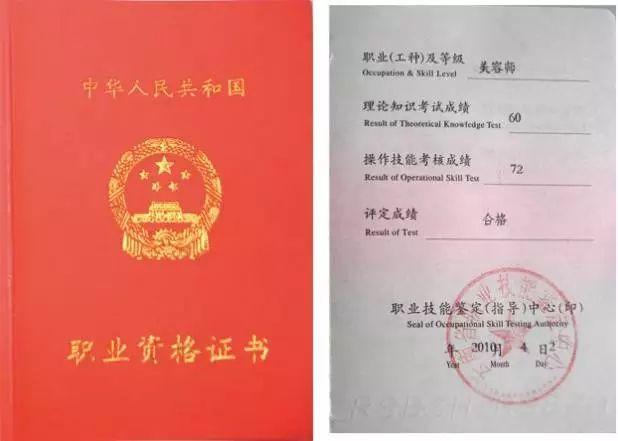 中华人民共和国
职业资格证书
职业(工种)及等级 美容师
Occupation & Skill Level
理论知识考试成绩
Result of Theoretical Knowledge Test 60
操作技能考核成绩
Result of Operational Skill Test 72
评定成绩 合格
Result of Test
职业技能鉴定(指导)中心(印)
Seal of Occupational Skill Testing Authority
年 2010 月 4 日 2
Year Month Day